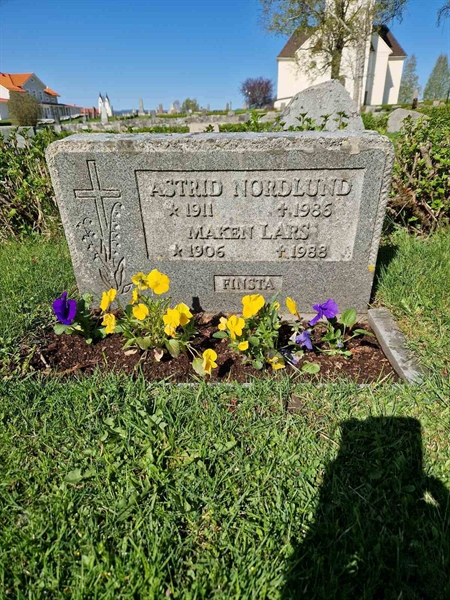 ASTRID NORDLUND
★ 1911 ✝ 1986
MAKEN LARS
★ 1906 ✝ 1988
FINSTA